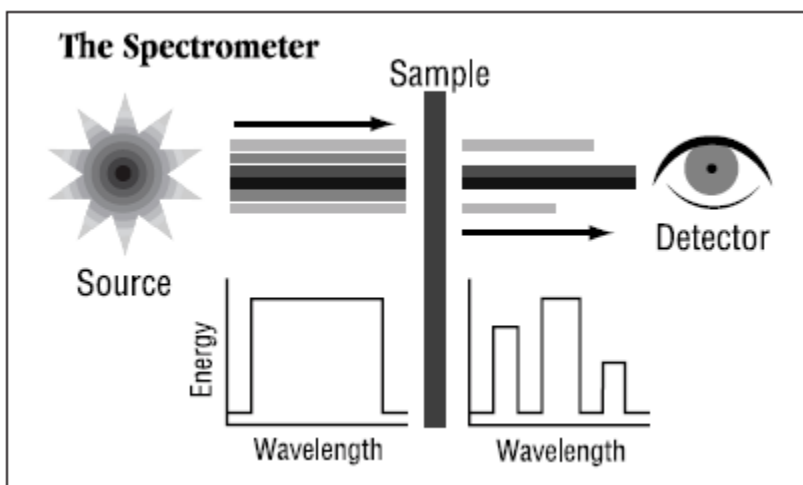 The Spectrometer
Sample
Source
Detector
Energy
Wavelength
Wavelength